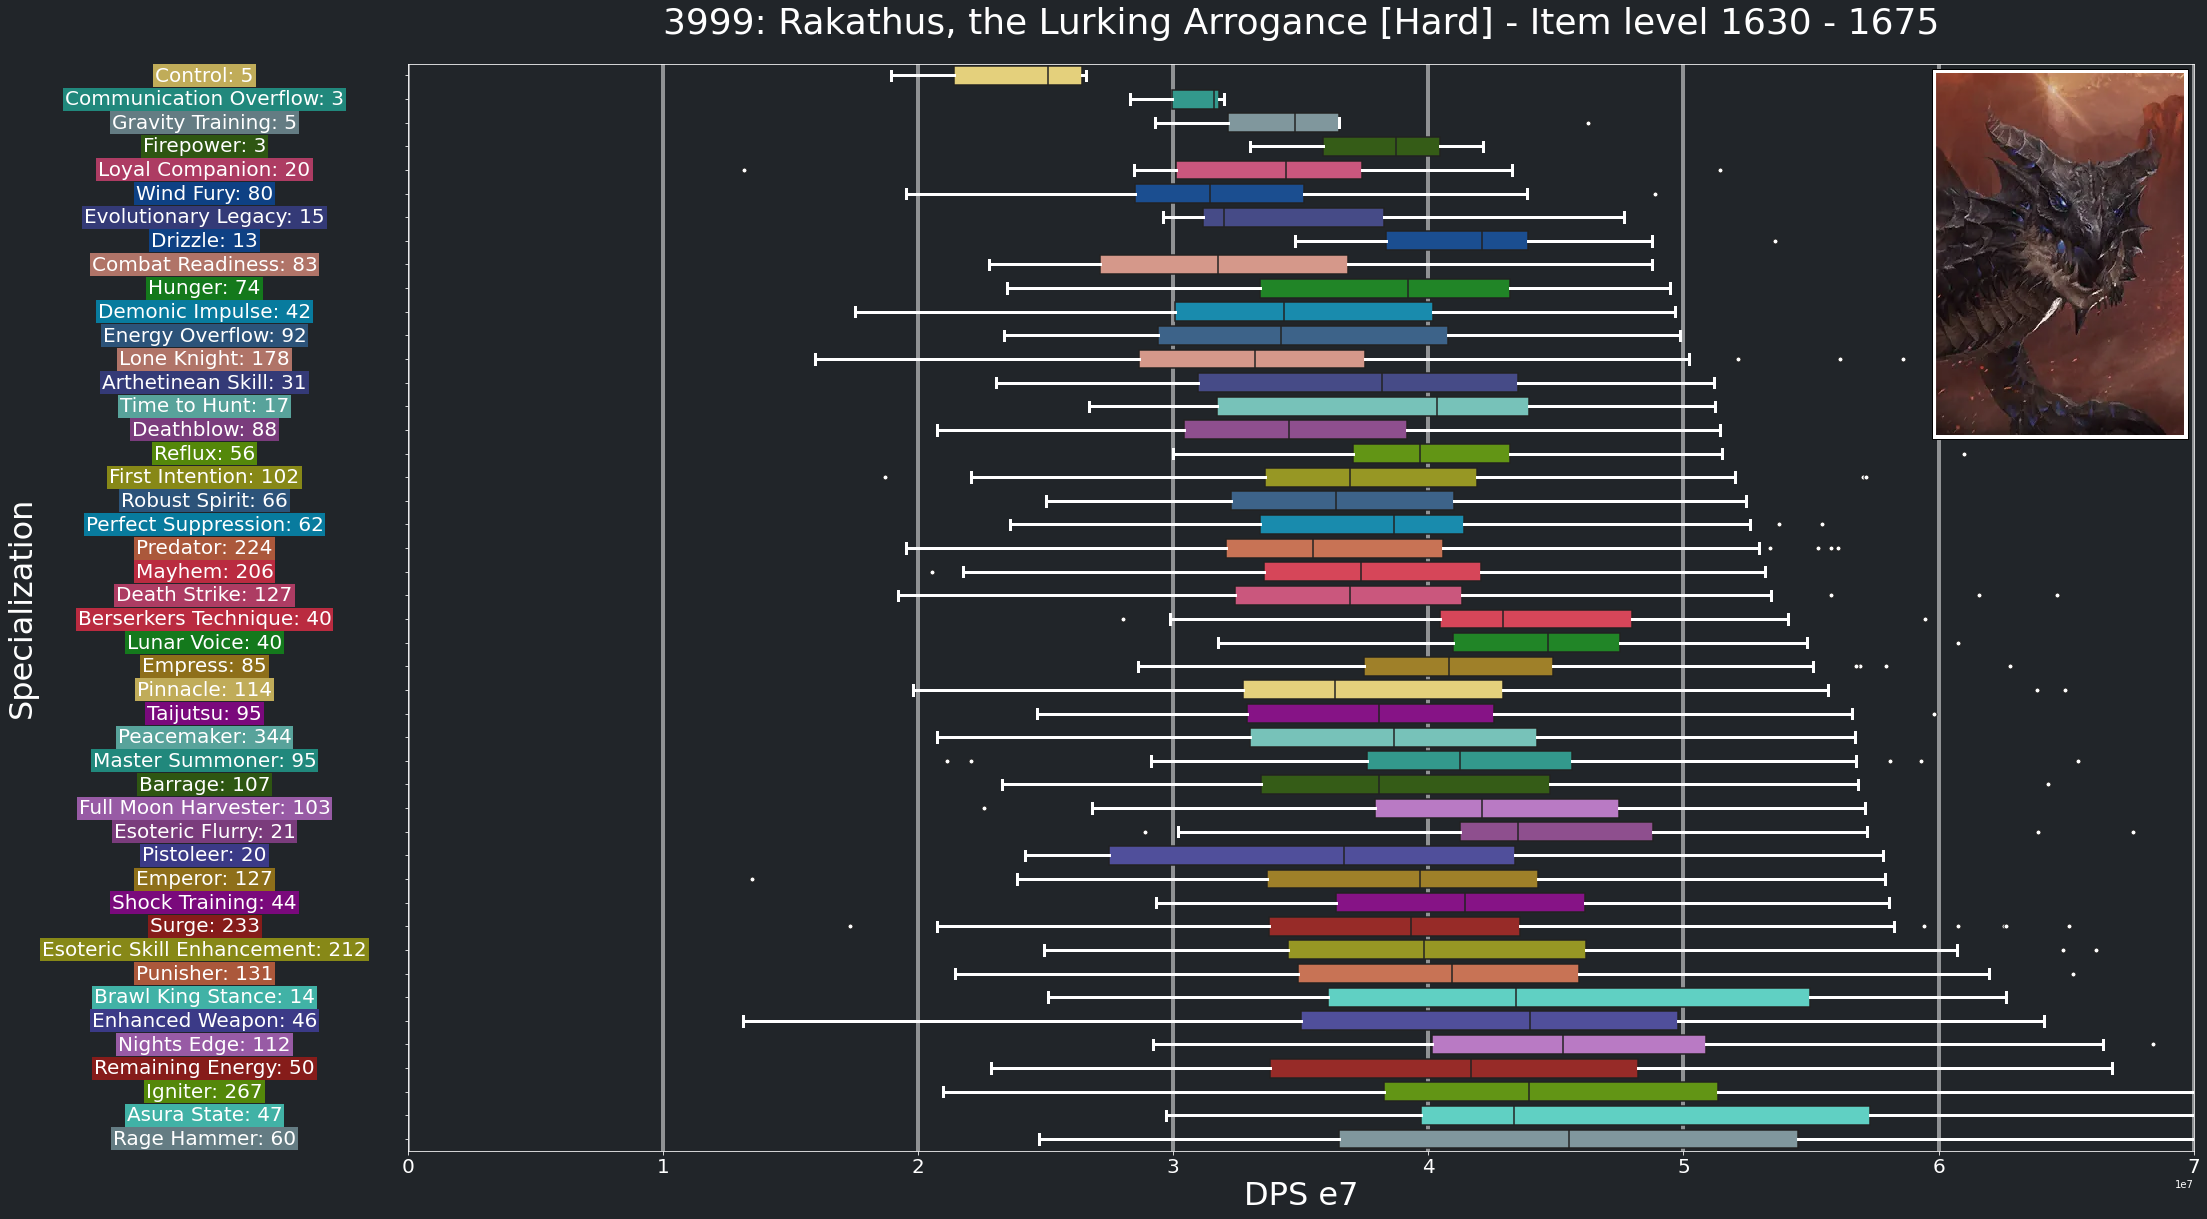 3999: Rakathus, the Lurking Arrogance [Hard] - Item level 1630 - 1675
Specialization
Control: 5
Communication Overflow: 3
Gravity Training: 5
Firepower: 3
Loyal Companion: 20
Wind Fury: 80
Evolutionary Legacy: 15
Drizzle: 13
Combat Readiness: 83
Hunger: 74
Demonic Impulse: 42
Energy Overflow: 92
Lone Knight: 178
Arthetinean Skill: 31
Time to Hunt: 17
Deathblow: 88
Reflux: 56
First Intention: 102
Robust Spirit: 66
Perfect Suppression: 62
Predator: 224
Mayhem: 206
Death Strike: 127
Berserkers Technique: 40
Lunar Voice: 40
Empress: 85
Pinnacle: 114
Taijutsu: 95
Peacemaker: 344
Master Summoner: 95
Barrage: 107
Full Moon Harvester: 103
Esoteric Flurry: 21
Pistoleer: 20
Emperor: 127
Shock Training: 44
Surge: 233
Esoteric Skill Enhancement: 212
Punisher: 131
Brawl King Stance: 14
Enhanced Weapon: 46
Nights Edge: 112
Remaining Energy: 50
Igniter: 267
Asura State: 47
Rage Hammer: 60
0 1 2 3 4 5 6 7
1e7
DPS e7